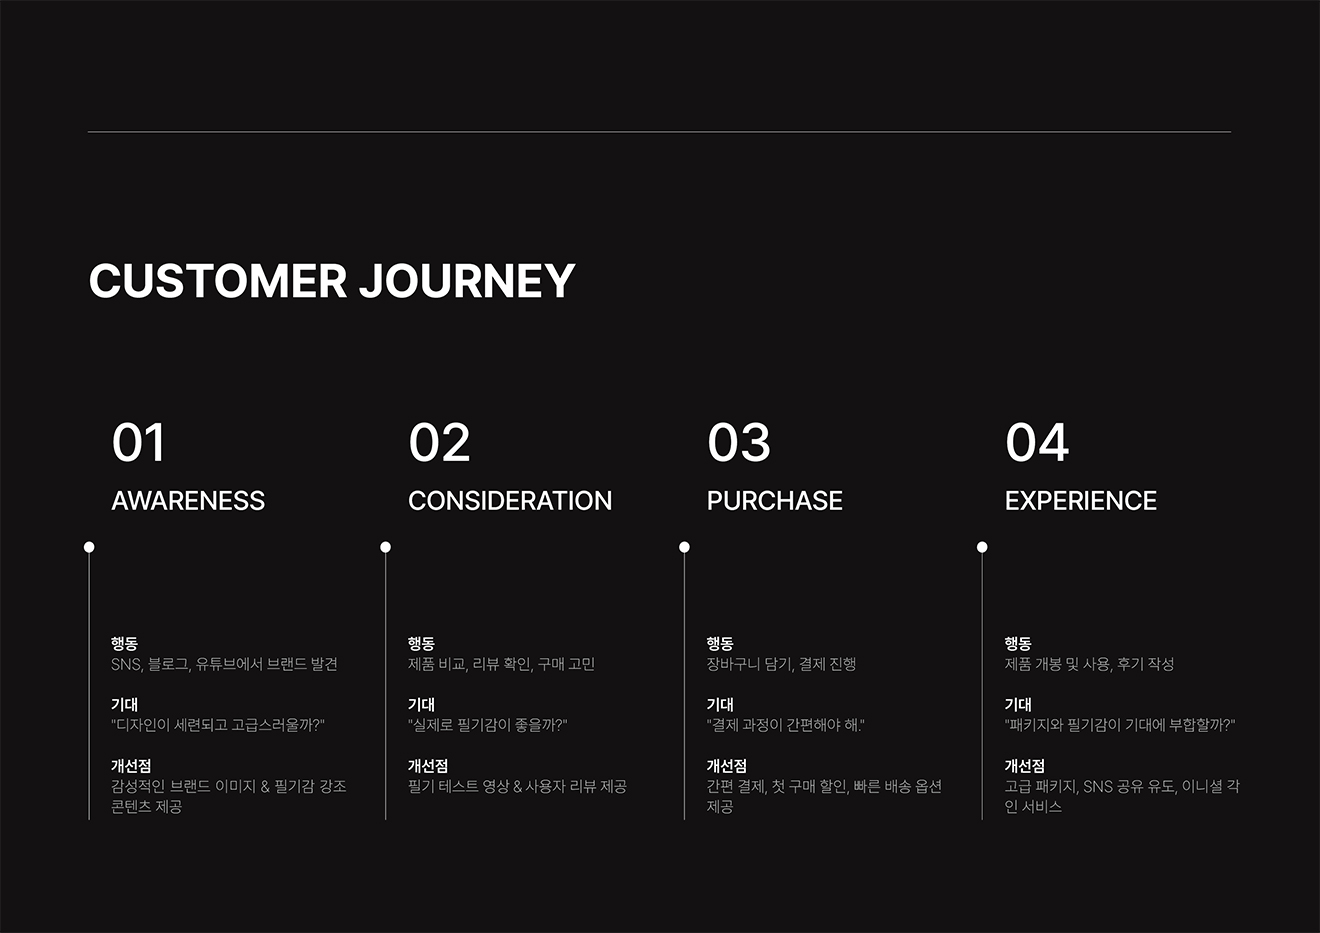 CUSTOMER JOURNEY
01
AWARENESS
행동
SNS, 블로그, 유튜브에서 브랜드 발견
기대
"디자인이 세련되고 고급스러울까?"
개선점
감성적인 브랜드 이미지 & 필기감 강조
콘텐츠 제공
02
CONSIDERATION
행동
제품 비교, 리뷰 확인, 구매 고민
기대
"실제로 필기감이 좋을까?"
개선점
필기 테스트 영상 & 사용자 리뷰 제공
03
PURCHASE
행동
장바구니 담기, 결제 진행
기대
"결제 과정이 간편해야 해."
개선점
간편 결제, 첫 구매 할인, 빠른 배송 옵션
제공
04
EXPERIENCE
행동
제품 개봉 및 사용, 후기 작성
기대
"패키지와 필기감이 기대에 부합할까?"
개선점
고급 패키지, SNS 공유 유도, 이니셜 각
인 서비스